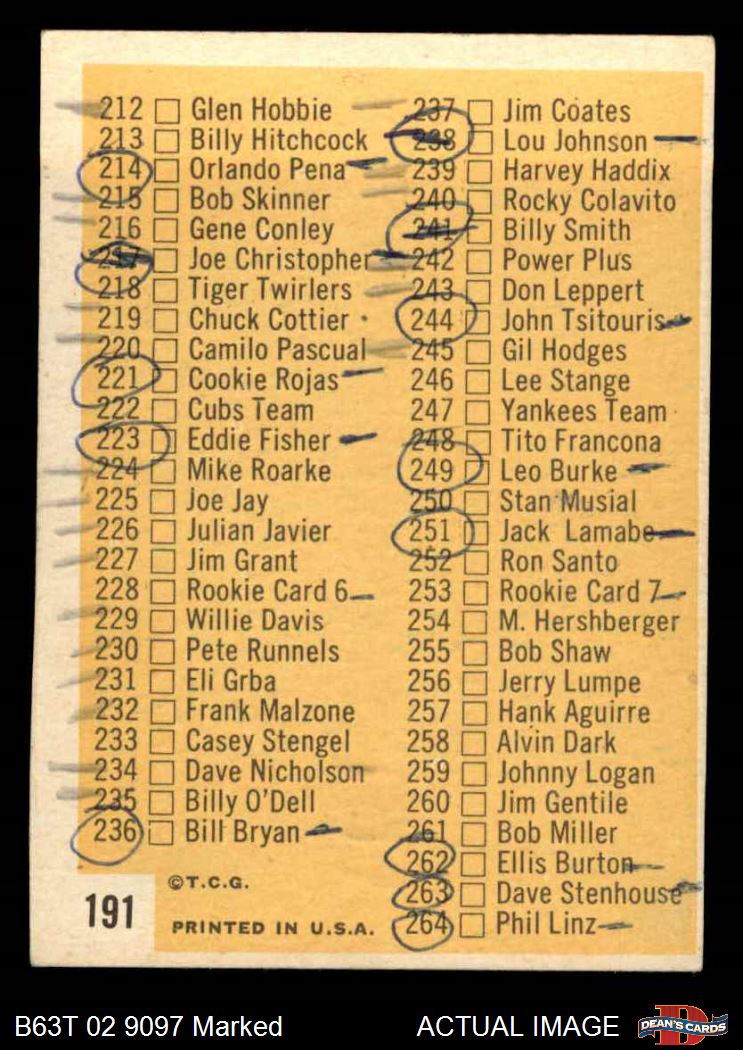 212 Glen Hobbie
213 Billy Hitchcock
214 Orlando Pena
215 Bob Skinner
216 Gene Conley
217 Joe Christopher
218 Tiger Twirlers
219 Chuck Cottier
220 Camilo Pascual
221 Cookie Rojas
222 Cubs Team
223 Eddie Fisher
224 Mike Roarke
225 Joe Jay
226 Julian Javier
227 Jim Grant
228 Rookie Card 6
229 Willie Davis
230 Pete Runnels
231 Eli Grba
232 Frank Malzone
233 Casey Stengel
234 Dave Nicholson
235 Billy O'Dell
236 Bill Bryan
237 Jim Coates
238 Lou Johnson
239 Harvey Haddix
240 Rocky Colavito
241 Billy Smith
242 Power Plus
243 Don Leppert
244 John Tsitouris
245 Gil Hodges
246 Lee Stange
247 Yankees Team
248 Tito Francona
249 Leo Burke
250 Stan Musial
251 Jack Lamabe
252 Ron Santo
253 Rookie Card 7
254 M. Hershberger
255 Bob Shaw
256 Jerry Lumpe
257 Hank Aguirre
258 Alvin Dark
259 Johnny Logan
260 Jim Gentile
261 Bob Miller
262 Ellis Burton
263 Dave Stenhouse
264 Phil Linz
191
©T.C.G.
PRINTED IN U.S.A.
B63T 02 9097 Marked
ACTUAL IMAGE
DEAN'S CARDS